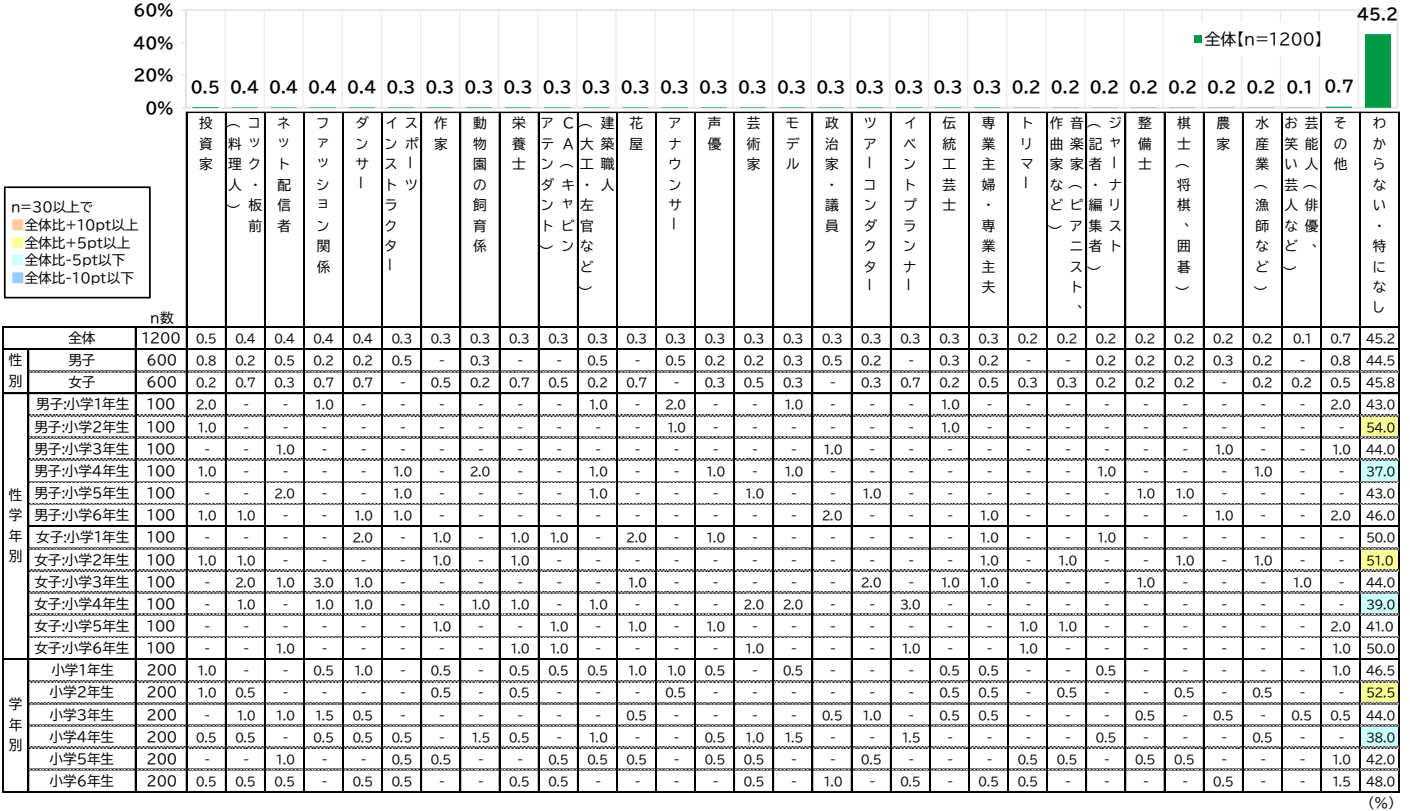 60%
40%
20%
0%
45.2
■全体【n=1200】
0.5 0.4 0.4 0.4 0.4 0.3 0.3 0.3 0.3 0.3 0.3 0.3 0.3 0.3 0.3 0.3 0.3 0.3 0.3 0.3 0.3 0.2 0.2 0.2 0.2 0.2 0.2 0.2 0.1 0.7
投資家
コック・板前
(料理人)
ネット配信者
ファッション関係
ダンサー
スポーツ
インストラクター
作家
動物園の飼育係
栄養士
CA(キャビン
アテンダント)
建築職人
(大工・左官など)
花屋
アナウンサー
声優
芸術家
モデル
政治家・議員
ツアーコンダクター
イベントプランナー
伝統工芸士
専業主婦・専業主夫
トリマー
音楽家(ピアニスト、
作曲家など)
ジャーナリスト
(記者・編集者)
整備士
棋士(将棋、囲碁)
農家
水産業(漁師など)
芸能人(俳優、
お笑い芸人など)
その他
わからない・特になし
n=30以上で
■全体比+10pt以上
■全体比+5pt以上
■全体比-5pt以下
■全体比-10pt以下
n数
全体 1200 0.5 0.4 0.4 0.4 0.4 0.3 0.3 0.3 0.3 0.3 0.3 0.3 0.3 0.3 0.3 0.3 0.3 0.3 0.3 0.3 0.3 0.2 0.2 0.2 0.2 0.2 0.2 0.2 0.1 0.7 45.2
性別
男子 600 0.8 0.2 0.5 0.2 0.2 0.5 - 0.3 - - 0.5 - 0.5 0.2 0.2 0.3 0.5 0.2 - 0.3 0.2 - - 0.2 0.2 0.2 0.3 0.2 - 0.8 44.5
女子 600 0.2 0.7 0.3 0.7 0.7 - 0.5 0.2 0.7 0.5 0.2 0.7 - 0.3 0.5 0.3 - 0.3 0.7 0.2 0.5 0.3 0.3 0.2 0.2 0.2 - 0.2 0.2 0.5 45.8
性学年別
男子:小学1年生 100 2.0 - - 1.0 - - - - - - 1.0 - 2.0 - - 1.0 - - - 1.0 - - - - - - - - - 2.0 43.0
男子:小学2年生 100 1.0 - - - - - - - - - - - 1.0 - - - - - - 1.0 - - - - - - - - - - 54.0
男子:小学3年生 100 - - 1.0 - - - - - - - - - - - - - 1.0 - - - - - - - - - 1.0 - - 1.0 44.0
男子:小学4年生 100 1.0 - - - - 1.0 - 2.0 - - 1.0 - - 1.0 - 1.0 - - - - - - - 1.0 - - - 1.0 - - 37.0
男子:小学5年生 100 - - 2.0 - - 1.0 - - - - 1.0 - - - 1.0 - - 1.0 - - - - - - 1.0 1.0 - - - - 43.0
男子:小学6年生 100 1.0 1.0 - - 1.0 1.0 - - - - - - - - - - 2.0 - - - 1.0 - - - - - 1.0 - - 2.0 46.0
女子:小学1年生 100 - - - - 2.0 - 1.0 - 1.0 1.0 - 2.0 - 1.0 - - - - - - 1.0 - - 1.0 - - - - - - 50.0
女子:小学2年生 100 1.0 1.0 - - - - 1.0 - 1.0 - - - - - - - - - - - 1.0 - 1.0 - - 1.0 - 1.0 - - 51.0
女子:小学3年生 100 - 2.0 1.0 3.0 1.0 - - - - - - 1.0 - - - - - 2.0 - 1.0 1.0 - - - 1.0 - - - 1.0 - 44.0
女子:小学4年生 100 - 1.0 - 1.0 1.0 - - 1.0 1.0 - 1.0 - - - 2.0 2.0 - - 3.0 - - - - - - - - - - - 39.0
女子:小学5年生 100 - - - - - - 1.0 - - 1.0 - 1.0 - 1.0 - - - - - - - 1.0 1.0 - - - - - - 2.0 41.0
女子:小学6年生 100 - - 1.0 - - - - - 1.0 1.0 - - - - 1.0 - - - 1.0 - - 1.0 - - - - - - - 1.0 50.0
学年別
小学1年生 200 1.0 - - 0.5 1.0 - 0.5 - 0.5 0.5 0.5 1.0 1.0 0.5 - 0.5 - - - 0.5 0.5 - - 0.5 - - - - - 1.0 46.5
小学2年生 200 1.0 0.5 - - - - 0.5 - 0.5 - - - 0.5 - - - - - - 0.5 0.5 - 0.5 - - 0.5 - 0.5 - - 52.5
小学3年生 200 - 1.0 1.0 1.5 0.5 - - - - - - 0.5 - - - - 0.5 1.0 - 0.5 0.5 - - - 0.5 - 0.5 - 0.5 0.5 44.0
小学4年生 200 0.5 0.5 - 0.5 0.5 0.5 - 1.5 0.5 - 1.0 - - 0.5 1.0 1.5 - - 1.5 - - - - 0.5 - - - 0.5 - - 38.0
小学5年生 200 - - 1.0 - - 0.5 0.5 - - 0.5 0.5 0.5 - 0.5 0.5 - - 0.5 - - - 0.5 0.5 - 0.5 0.5 - - - 1.0 42.0
小学6年生 200 0.5 0.5 0.5 - 0.5 0.5 - - 0.5 0.5 - - - - 0.5 - 1.0 - 0.5 - 0.5 0.5 - - - - 0.5 - - 1.5 48.0
(%)